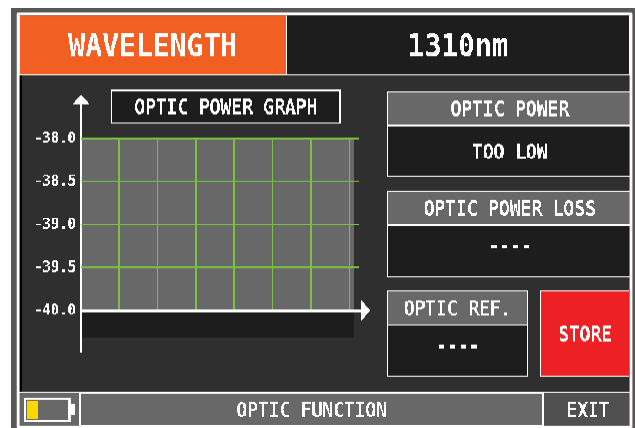 WAVELENGTH
1310nm
OPTIC POWER GRAPH
-38.0
-38.5
-39.0
-39.5
-40.0
OPTIC POWER
TOO LOW
OPTIC POWER LOSS
----
OPTIC REF.
----
STORE
OPTIC FUNCTION
EXIT